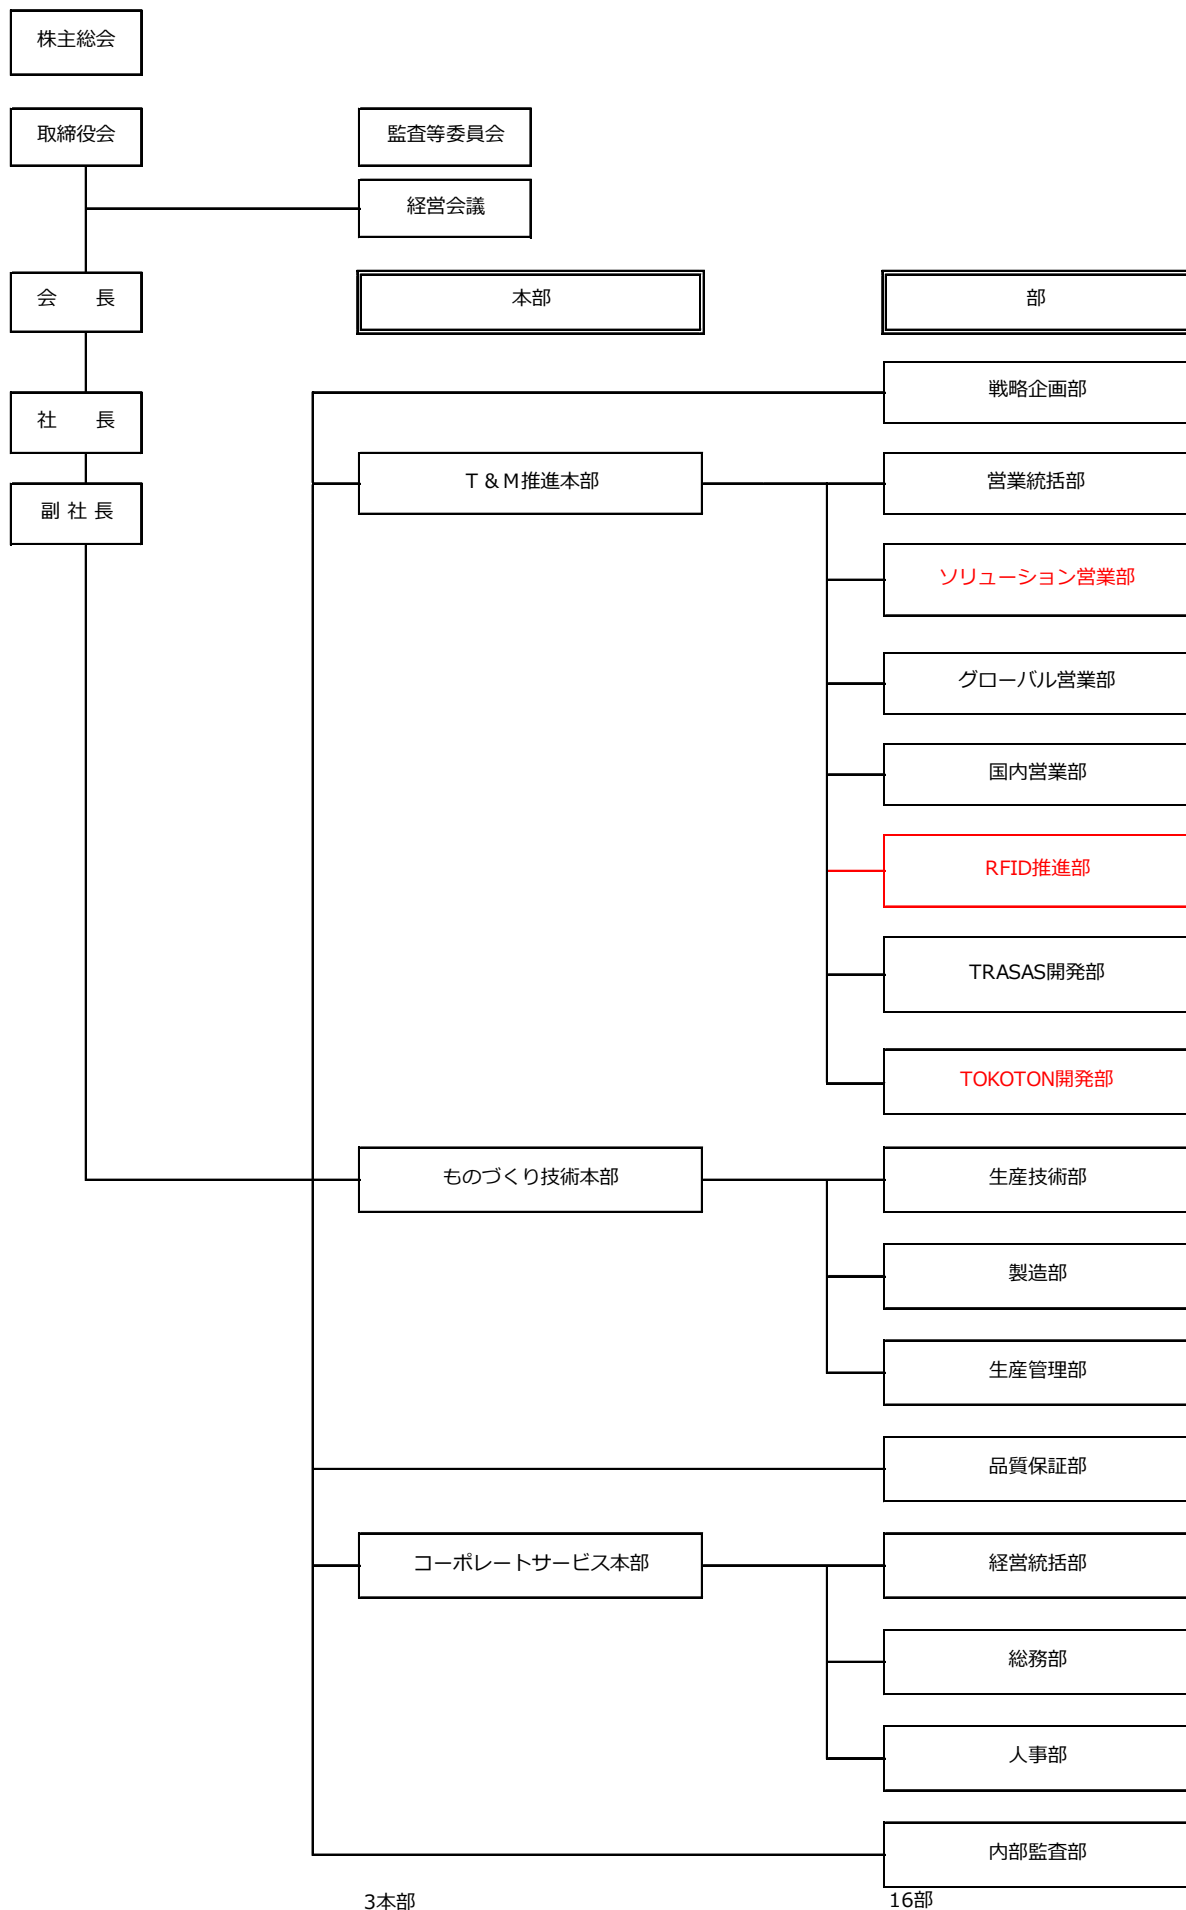 株主総会
取締役会
監査等委員会
経営会議
会　長
本部
部
戦略企画部
社　長
T＆M推進本部
営業統括部
副 社 長
ソリューション営業部
グローバル営業部
国内営業部
RFID推進部
TRASAS開発部
TOKOTON開発部
ものづくり技術本部
生産技術部
製造部
生産管理部
品質保証部
コーポレートサービス本部
経営統括部
総務部
人事部
内部監査部
3本部
16部